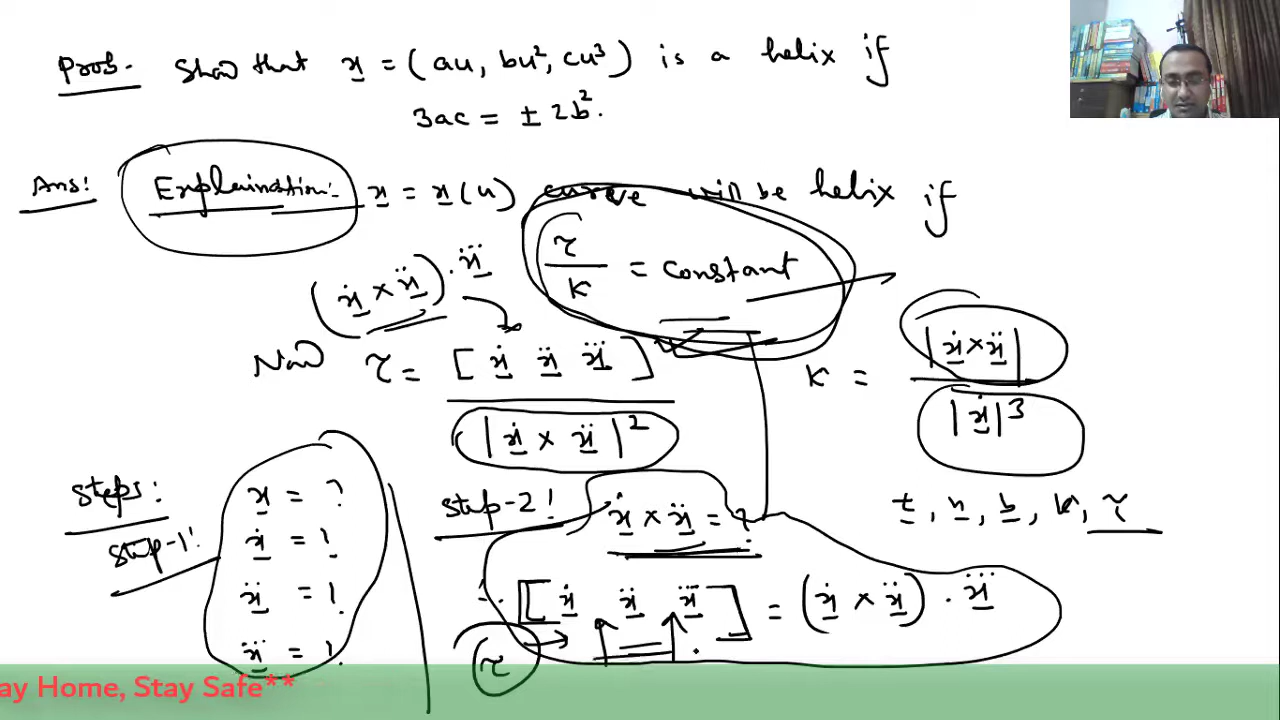 Prob. Show that x = (au, bu², cu³) is a helix if
3ac = ± 2b².
Ans: Explaination:- x = x(u) curve will be helix if
τ/κ = constant
(ẋ × ẍ) · x⃛
Now τ = [ẋ ẍ x⃛] / |ẋ × ẍ|²
κ = |ẋ × ẍ| / |ẋ|³
t, n, b, κ, τ
Steps:
Step-1:
x = ?
ẋ = ?
ẍ = ?
x⃛ = ?
Step-2:
ẋ × ẍ = ?
[ẋ ẍ x⃛] = (ẋ × ẍ) · x⃛
τ →
ay Home, Stay Safe**